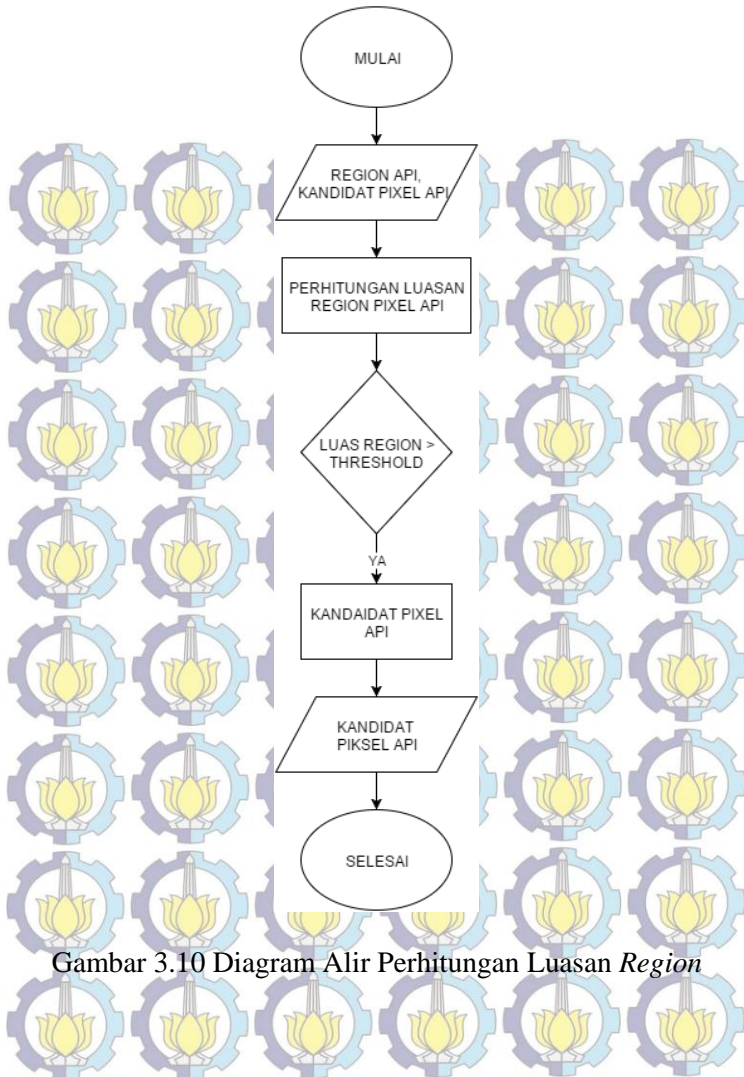 MULAI
REGION API,
KANDIDAT PIXEL API
PERHITUNGAN LUASAN
REGION PIXEL API
LUAS REGION >
THRESHOLD
YA
KANDAIDAT PIXEL
API
KANDIDAT
PIKSEL API
SELESAI
Gambar 3.10 Diagram Alir Perhitungan Luasan Region